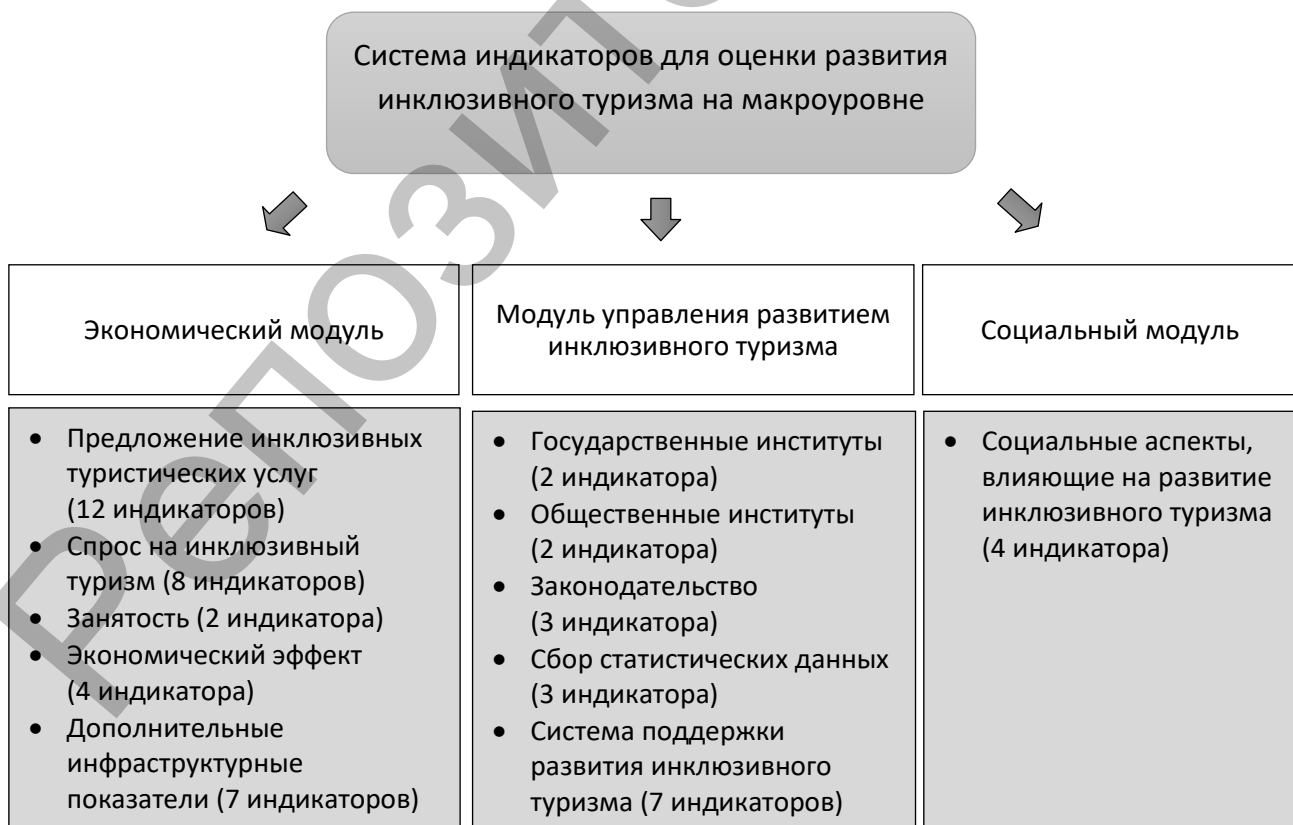 Система индикаторов для оценки развития
инклюзивного туризма на макроуровне
Экономический модуль
Модуль управления развитием
инклюзивного туризма
Социальный модуль
• Предложение инклюзивных
туристических услуг
(12 индикаторов)
• Спрос на инклюзивный
туризм (8 индикаторов)
• Занятость (2 индикатора)
• Экономический эффект
(4 индикатора)
• Дополнительные
инфраструктурные
показатели (7 индикаторов)
• Государственные институты
(2 индикатора)
• Общественные институты
(2 индикатора)
• Законодательство
(3 индикатора)
• Сбор статистических данных
(3 индикатора)
• Система поддержки
развития инклюзивного
туризма (7 индикаторов)
• Социальные аспекты,
влияющие на развитие
инклюзивного туризма
(4 индикатора)